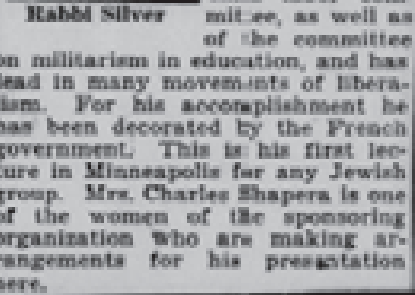 Rabbi Silver
mittee, as well as
of the committee
on militarism in education, and has
lead in many movements of libera-
lism. For his accomplishment he
has been decorated by the French
government. This is his first lec-
ture in Minneapolis for any Jewish
group. Mrs. Charles Shapera is one
of the women of the sponsoring
organization who are making ar-
rangements for his presentation
here.